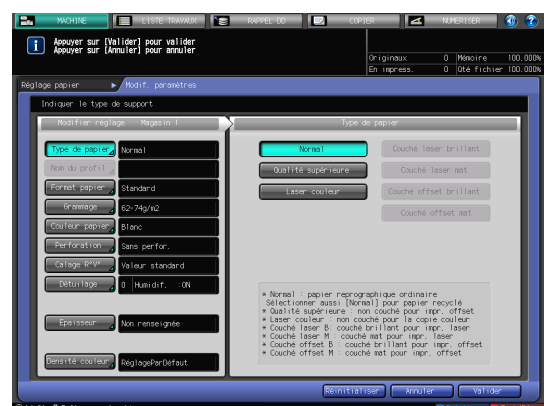 MACHINE
LISTE TRAVAUX
RAPPEL DD
COPIER
NUMERISER
Appuyer sur [Valider] pour valider
Appuyer sur [Annuler] pour annuler
Originaux 0 Mémoire 100.000%
En impress. 0 Qté fichier 100.000%
Réglage papier
Modif. paramètres
Indiquer le type de support
Modifier réglage Magasin 1
Type de papier
Type de papier Normal
Nom du profil
Format papier Standard
Grammage 62-74g/m2
Couleur papier Blanc
Perforation Sans perfor.
Calage R°V° Valeur standard
Détuilage 0 Humidif. :ON
Epaisseur Non renseignée
Densité couleur RéglageParDéfaut
Normal
Couché laser brillant
Qualité supérieure
Couché laser mat
Laser couleur
Couché offset brillant
Couché offset mat
* Normal : papier reprographique ordinaire
Sélectionner aussi [Normal] pour papier recyclé
* Qualité supérieure : non couché pour impr. offset
* Laser couleur : non couché pour la copie couleur
* Couché laser B: couché brillant pour impr. laser
* Couché laser M : couché mat pour impr. laser
* Couché offset B : couché brillant pour impr. offset
* Couché offset M : couché mat pour impr. offset
Réinitialiser
Annuler
Valider